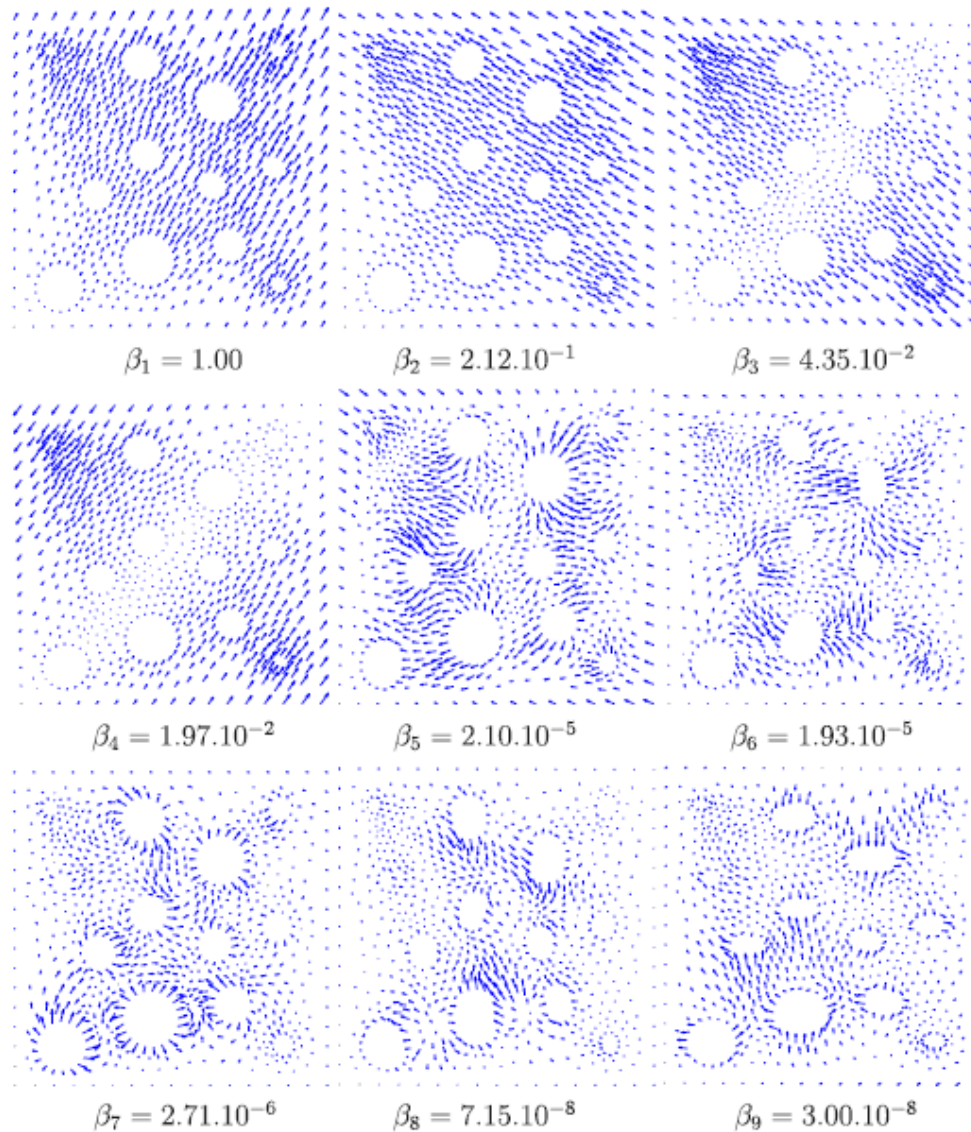 β₁ = 1.00
β₂ = 2.12.10⁻¹
β₃ = 4.35.10⁻²
β₄ = 1.97.10⁻²
β₅ = 2.10.10⁻⁵
β₆ = 1.93.10⁻⁵
β₇ = 2.71.10⁻⁶
β₈ = 7.15.10⁻⁸
β₉ = 3.00.10⁻⁸